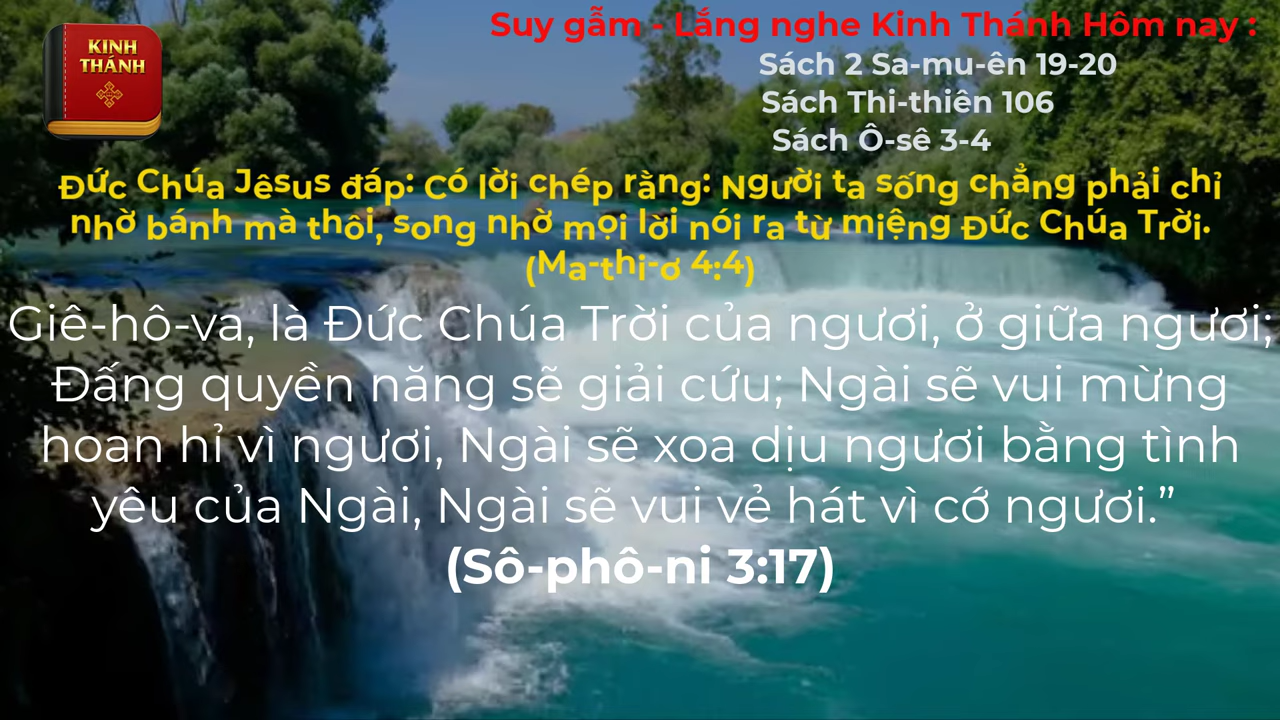 KINH
THÁNH
Suy gẫm - Lắng nghe Kinh Thánh Hôm nay :
Sách 2 Sa-mu-ên 19-20
Sách Thi-thiên 106
Sách Ô-sê 3-4
Đức Chúa Jêsus đáp: Có lời chép rằng: Người ta sống chẳng phải chỉ
nhờ bánh mà thôi, song nhờ mọi lời nói ra từ miệng Đức Chúa Trời.
(Ma-thi-ơ 4:4)
Giê-hô-va, là Đức Chúa Trời của ngươi, ở giữa ngươi;
Đấng quyền năng sẽ giải cứu; Ngài sẽ vui mừng
hoan hỉ vì ngươi, Ngài sẽ xoa dịu ngươi bằng tình
yêu của Ngài, Ngài sẽ vui vẻ hát vì cớ ngươi.”
(Sô-phô-ni 3:17)